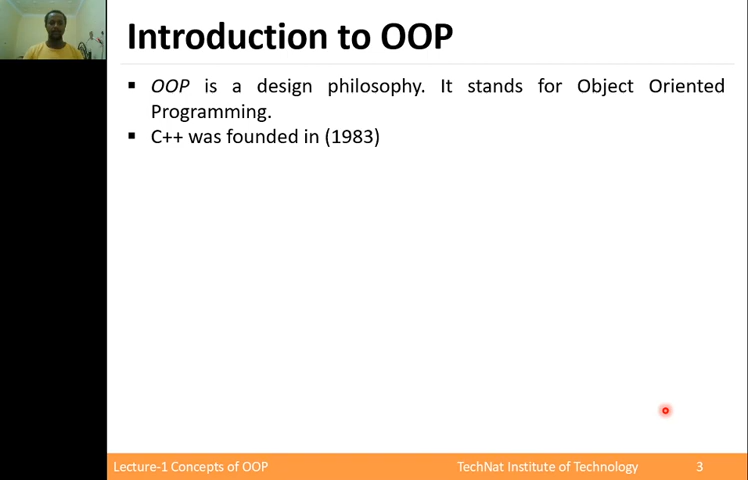 Introduction to OOP
▪ OOP is a design philosophy. It stands for Object Oriented
Programming.
▪ C++ was founded in (1983)
Lecture-1 Concepts of OOP TechNat Institute of Technology 3